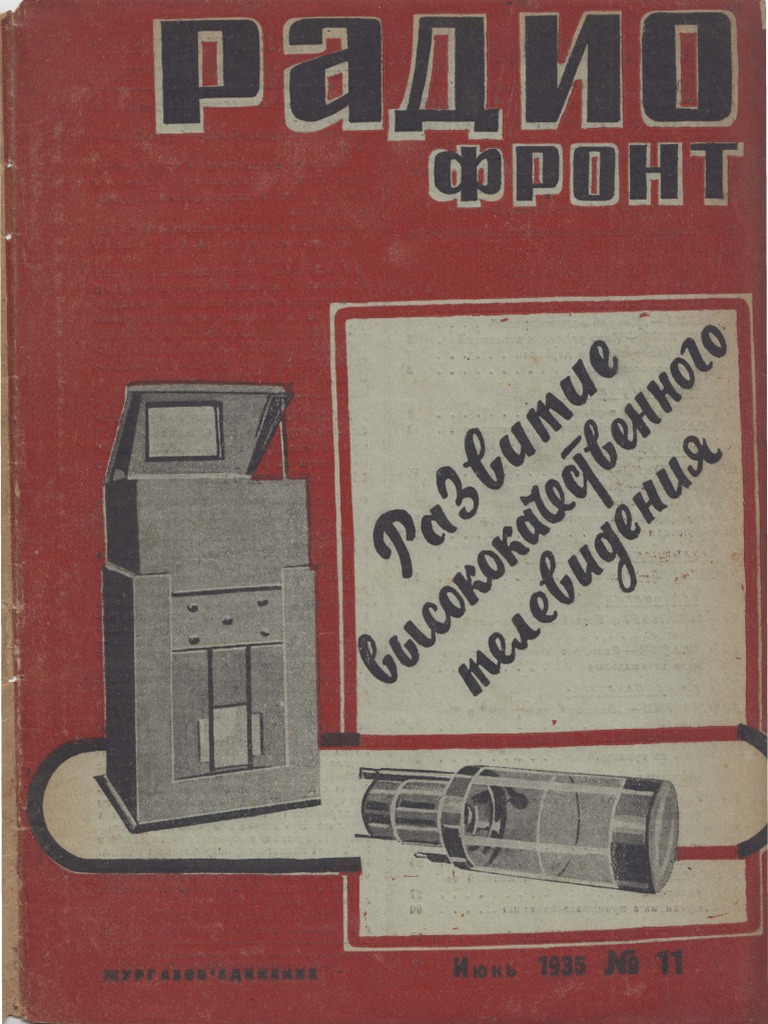 Радио
фронт
Развитие
высококачественного
телевидения
ЖУРГАЗОБ'ЕДИНЕНИЕ
Июнь 1935 № 11